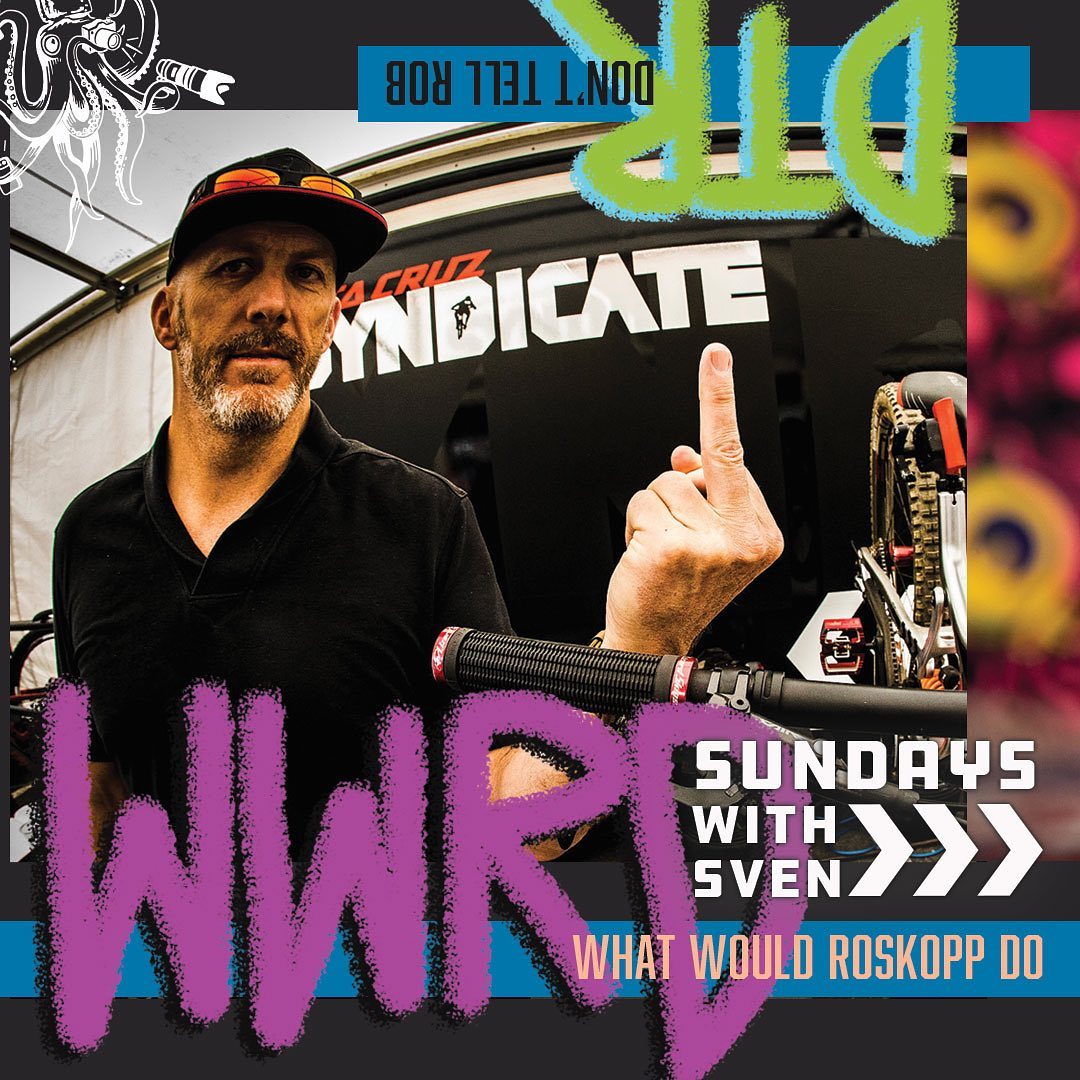 DTR
DON'T TELL ROB
SYNDICATE
WWRD
SUNDAYS
WITH
SVEN
WHAT WOULD ROSKOPP DO